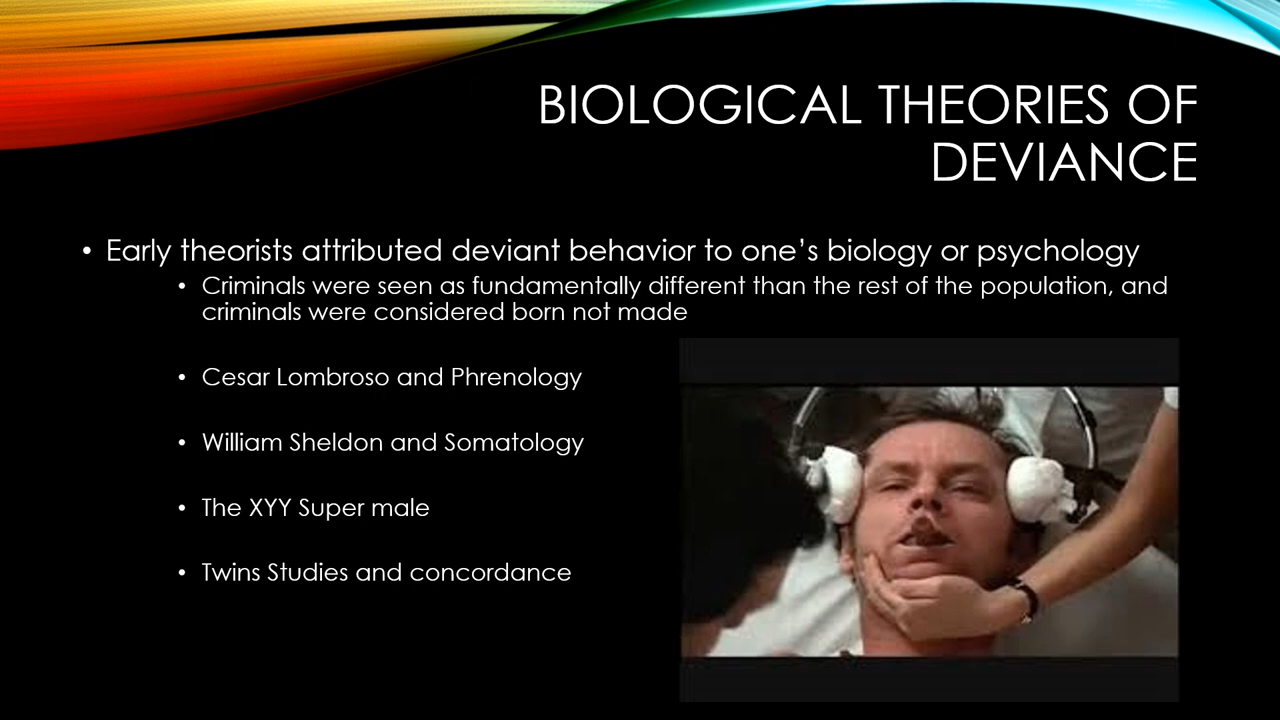 BIOLOGICAL THEORIES OF
DEVIANCE
• Early theorists attributed deviant behavior to one’s biology or psychology
• Criminals were seen as fundamentally different than the rest of the population, and
criminals were considered born not made
• Cesar Lombroso and Phrenology
• William Sheldon and Somatology
• The XYY Super male
• Twins Studies and concordance